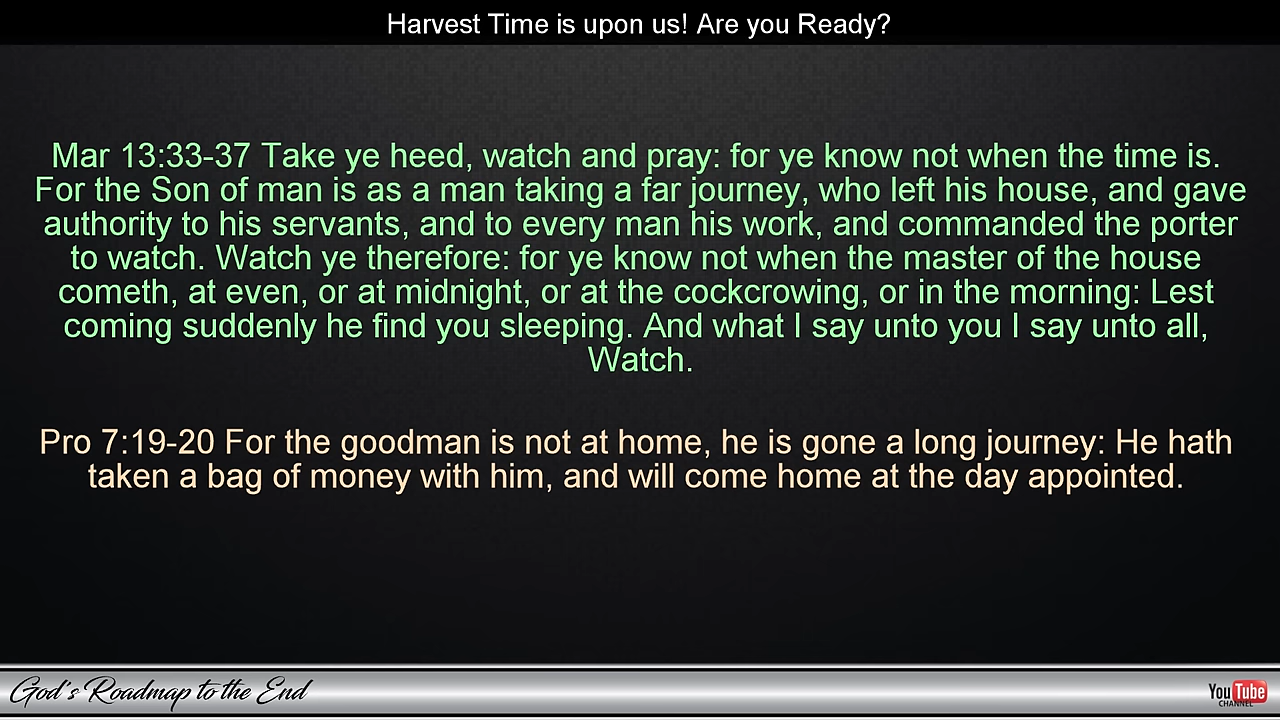 Harvest Time is upon us! Are you Ready?
Mar 13:33-37 Take ye heed, watch and pray: for ye know not when the time is.
For the Son of man is as a man taking a far journey, who left his house, and gave
authority to his servants, and to every man his work, and commanded the porter
to watch. Watch ye therefore: for ye know not when the master of the house
cometh, at even, or at midnight, or at the cockcrowing, or in the morning: Lest
coming suddenly he find you sleeping. And what I say unto you I say unto all,
Watch.
Pro 7:19-20 For the goodman is not at home, he is gone a long journey: He hath
taken a bag of money with him, and will come home at the day appointed.
God's Roadmap to the End
YouTube
CHANNEL